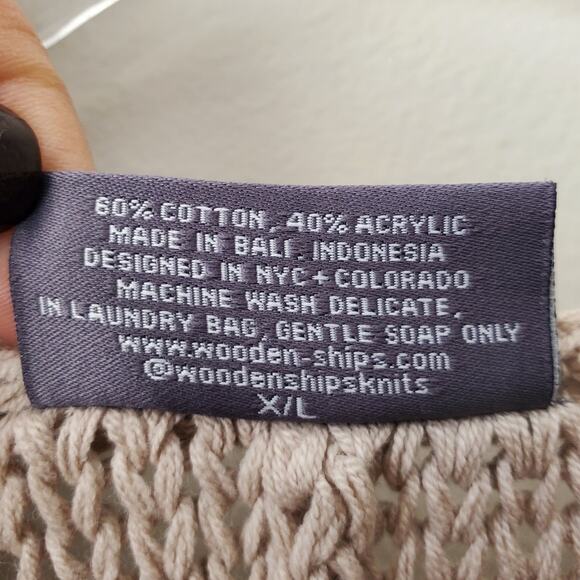 60% COTTON, 40% ACRYLIC
MADE IN BALI, INDONESIA
DESIGNED IN NYC+COLORADO
MACHINE WASH DELICATE,
IN LAUNDRY BAG, GENTLE SOAP ONLY
www.wooden-ships.com
@woodenshipsknits
X/L